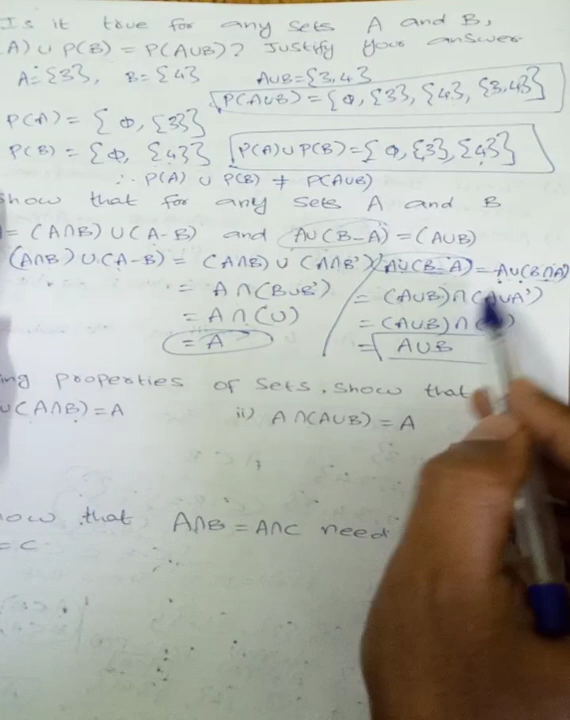 Is it true for any sets A and B,
A) ∪ P(B) = P(A∪B)? Justify your answer
A = {3}, B = {4} A∪B = {3,4}
P(A∪B) = {Φ, {3}, {4}, {3,4}}
P(A) = {Φ, {3}}
P(B) = {Φ, {4}} P(A) ∪ P(B) = {Φ, {3}, {4}}
∴ P(A) ∪ P(B) ≠ P(A∪B)
show that for any sets A and B
= (A∩B) ∪ (A-B) and A∪(B-A) = (A∪B)
(A∩B) ∪ (A-B) = (A∩B) ∪ (A∩B') A∪(B-A) = A∪(B∩A)
= A∩(B∪B') = (A∪B)∩(A∪A')
= A∩(U) = (A∪B)∩
= A = A∪B
ing properties of sets, show that
∪(A∩B) = A ii) A∩(A∪B) = A
how that A∩B = A∩C need
= C